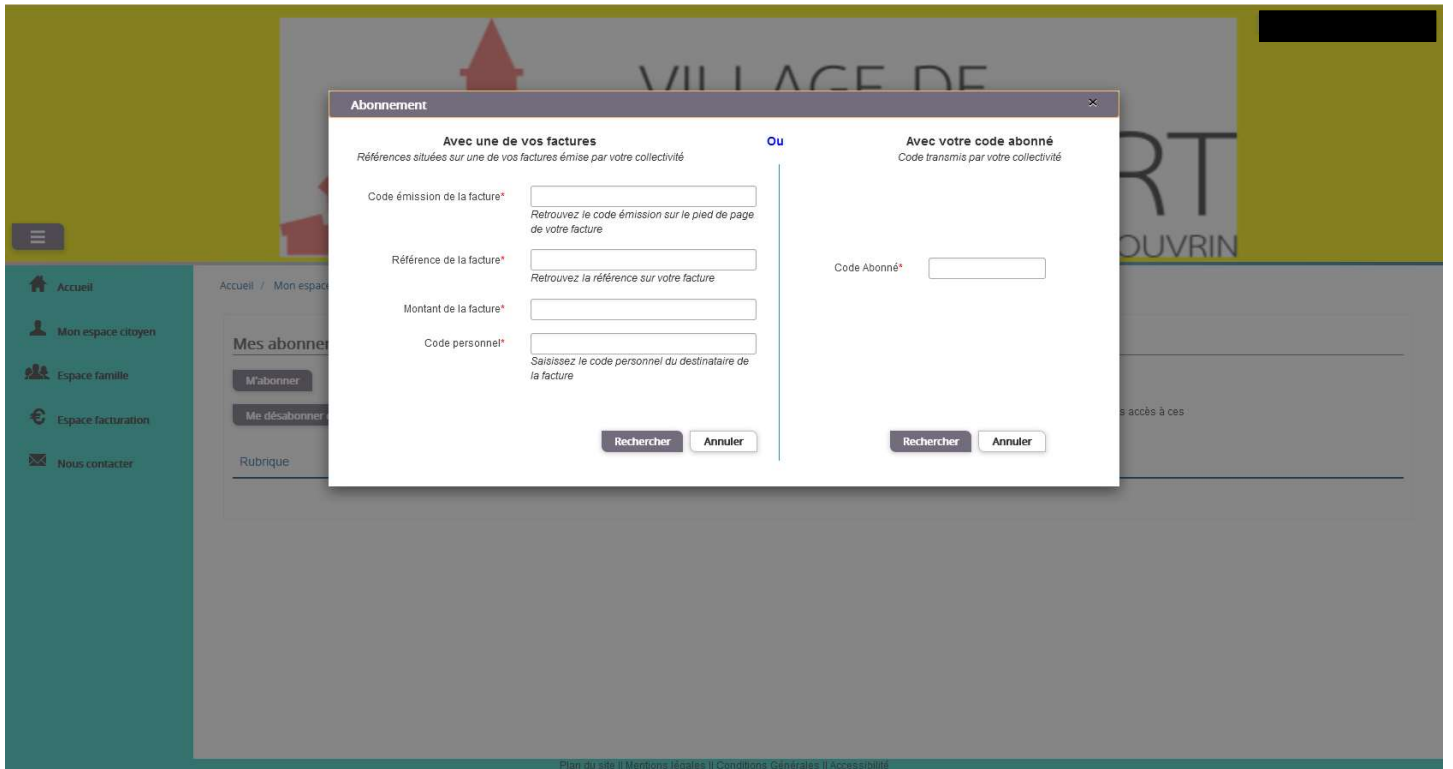 VILLAGE DE
RT
OUVRIN
Abonnement
×
Avec une de vos factures
Références situées sur une de vos factures émise par votre collectivité
Code émission de la facture*
Retrouvez le code émission sur le pied de page
de votre facture
Référence de la facture*
Retrouvez la référence sur votre facture
Montant de la facture*
Code personnel*
Saisissez le code personnel du destinataire de
la facture
Rechercher
Annuler
Ou
Avec votre code abonné
Code transmis par votre collectivité
Code Abonné*
Rechercher
Annuler
Accueil
Mon espace citoyen
Espace famille
Espace facturation
Nous contacter
Accueil / Mon espace
Mes abonner
M'abonner
Me désabonner
s accès à ces
Rubrique
Plan du site || Mentions légales || Conditions Générales || Accessibilité